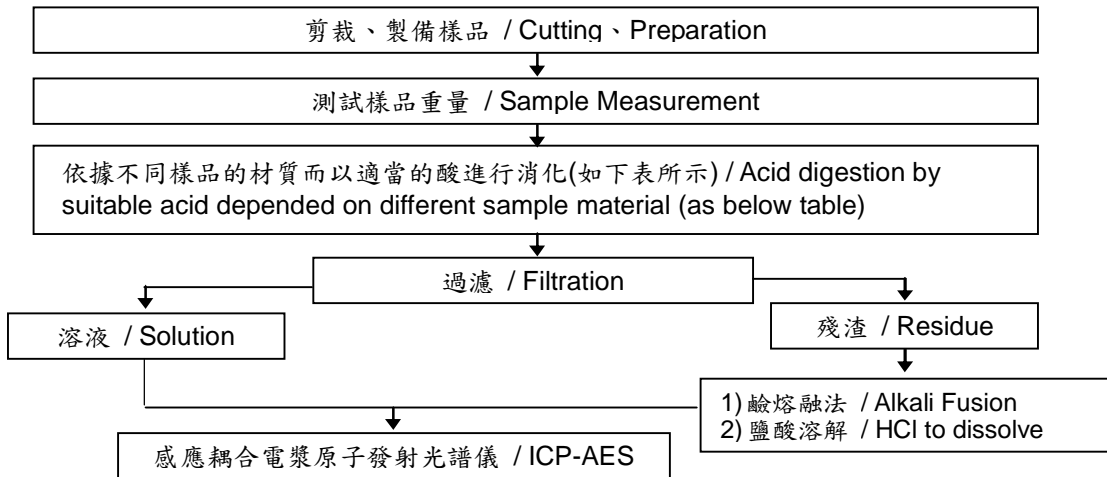 剪裁、製備樣品 / Cutting、Preparation
測試樣品重量 / Sample Measurement
依據不同樣品的材質而以適當的酸進行消化(如下表所示) / Acid digestion by
suitable acid depended on different sample material (as below table)
過濾 / Filtration
溶液 / Solution
殘渣 / Residue
1) 鹼熔融法 / Alkali Fusion
2) 鹽酸溶解 / HCl to dissolve
感應耦合電漿原子發射光譜儀 / ICP-AES